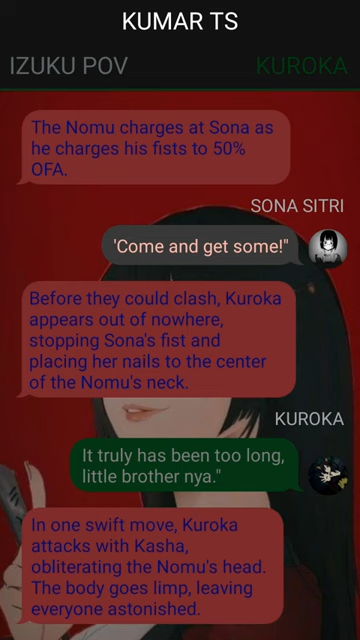 KUMAR TS
IZUKU POV
KUROKA
The Nomu charges at Sona as
he charges his fists to 50%
OFA.
SONA SITRI
'Come and get some!"
Before they could clash, Kuroka
appears out of nowhere,
stopping Sona's fist and
placing her nails to the center
of the Nomu's neck.
KUROKA
It truly has been too long,
little brother nya."
In one swift move, Kuroka
attacks with Kasha,
obliterating the Nomu's head.
The body goes limp, leaving
everyone astonished.